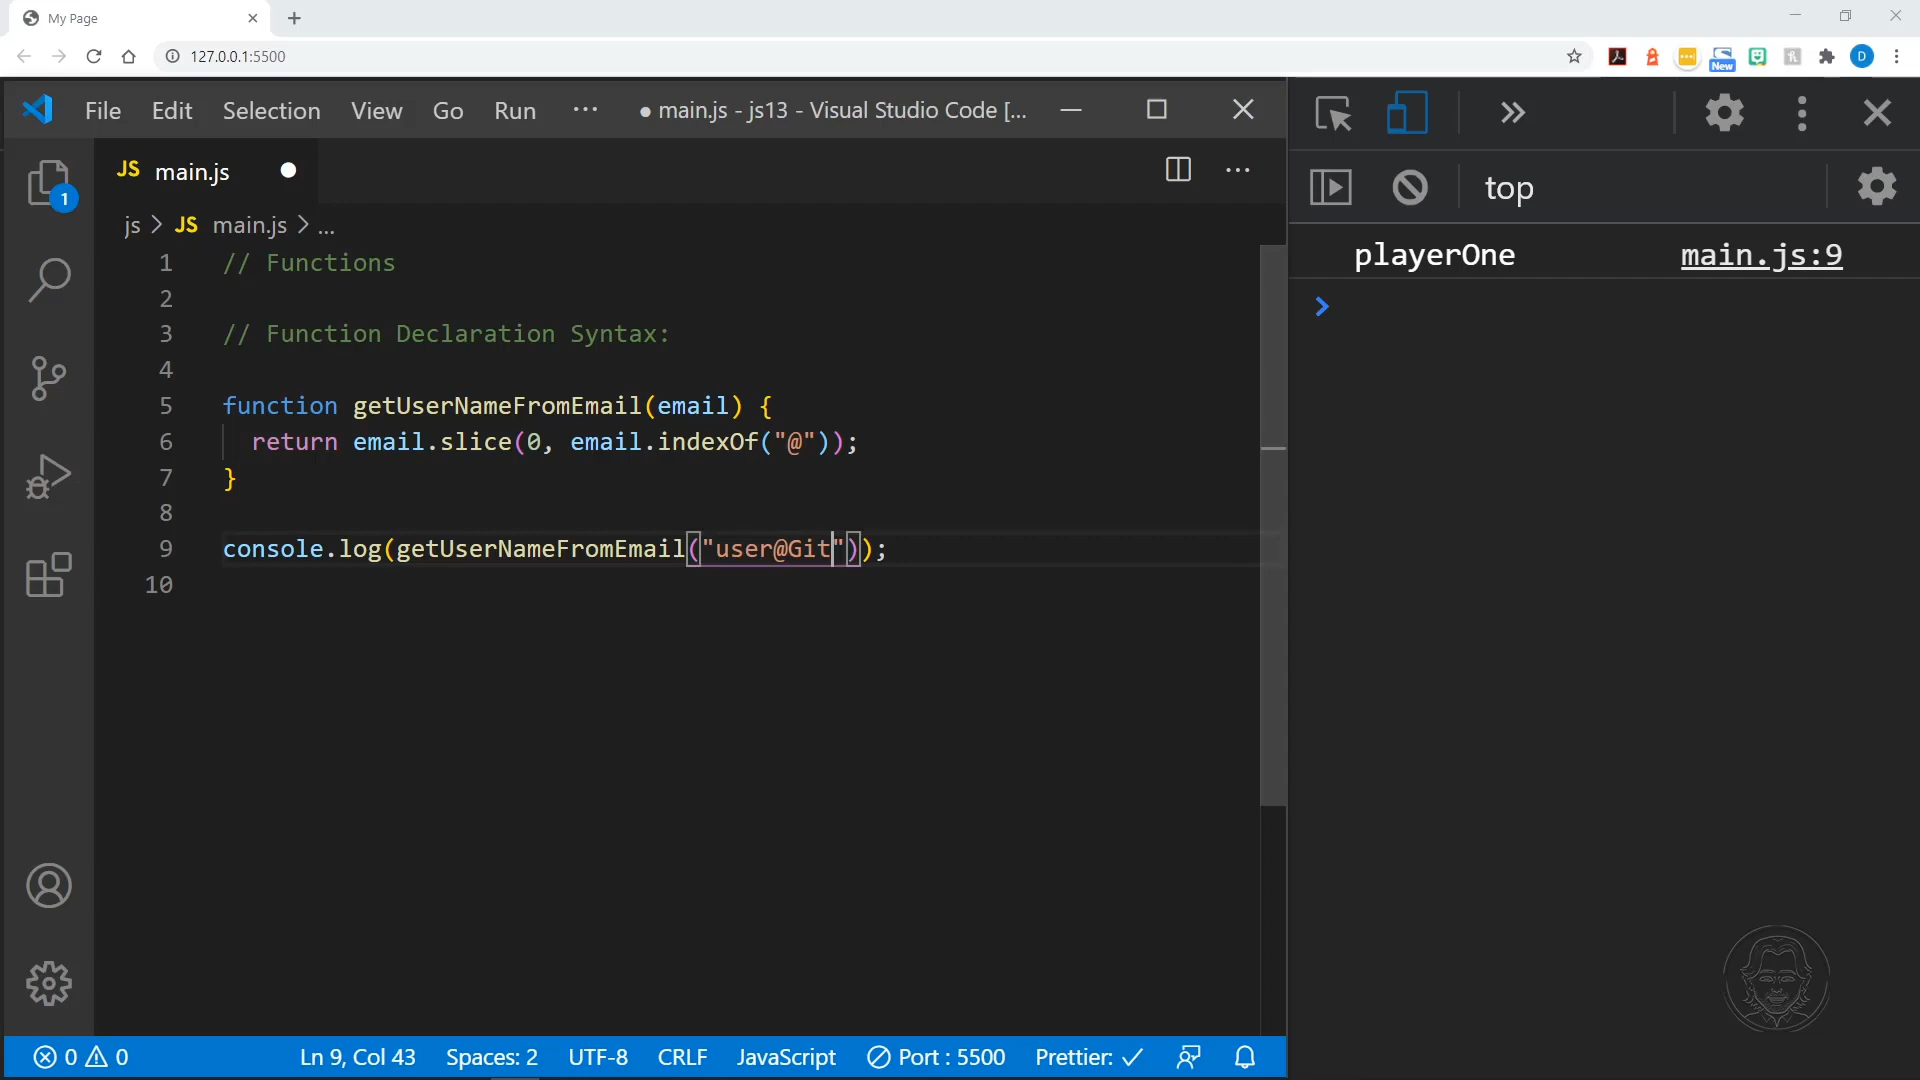 My Page
127.0.0.1:5500
New
D
File Edit Selection View Go Run ··· ● main.js - js13 - Visual Studio Code [...
JS main.js
js > JS main.js > ...
1 // Functions
2
3 // Function Declaration Syntax:
4
5 function getUserNameFromEmail(email) {
6 return email.slice(0, email.indexOf("@"));
7 }
8
9 console.log(getUserNameFromEmail("user@Git"));
10
1
top
playerOne main.js:9
0 0 Ln 9, Col 43 Spaces: 2 UTF-8 CRLF JavaScript Port : 5500 Prettier: ✓